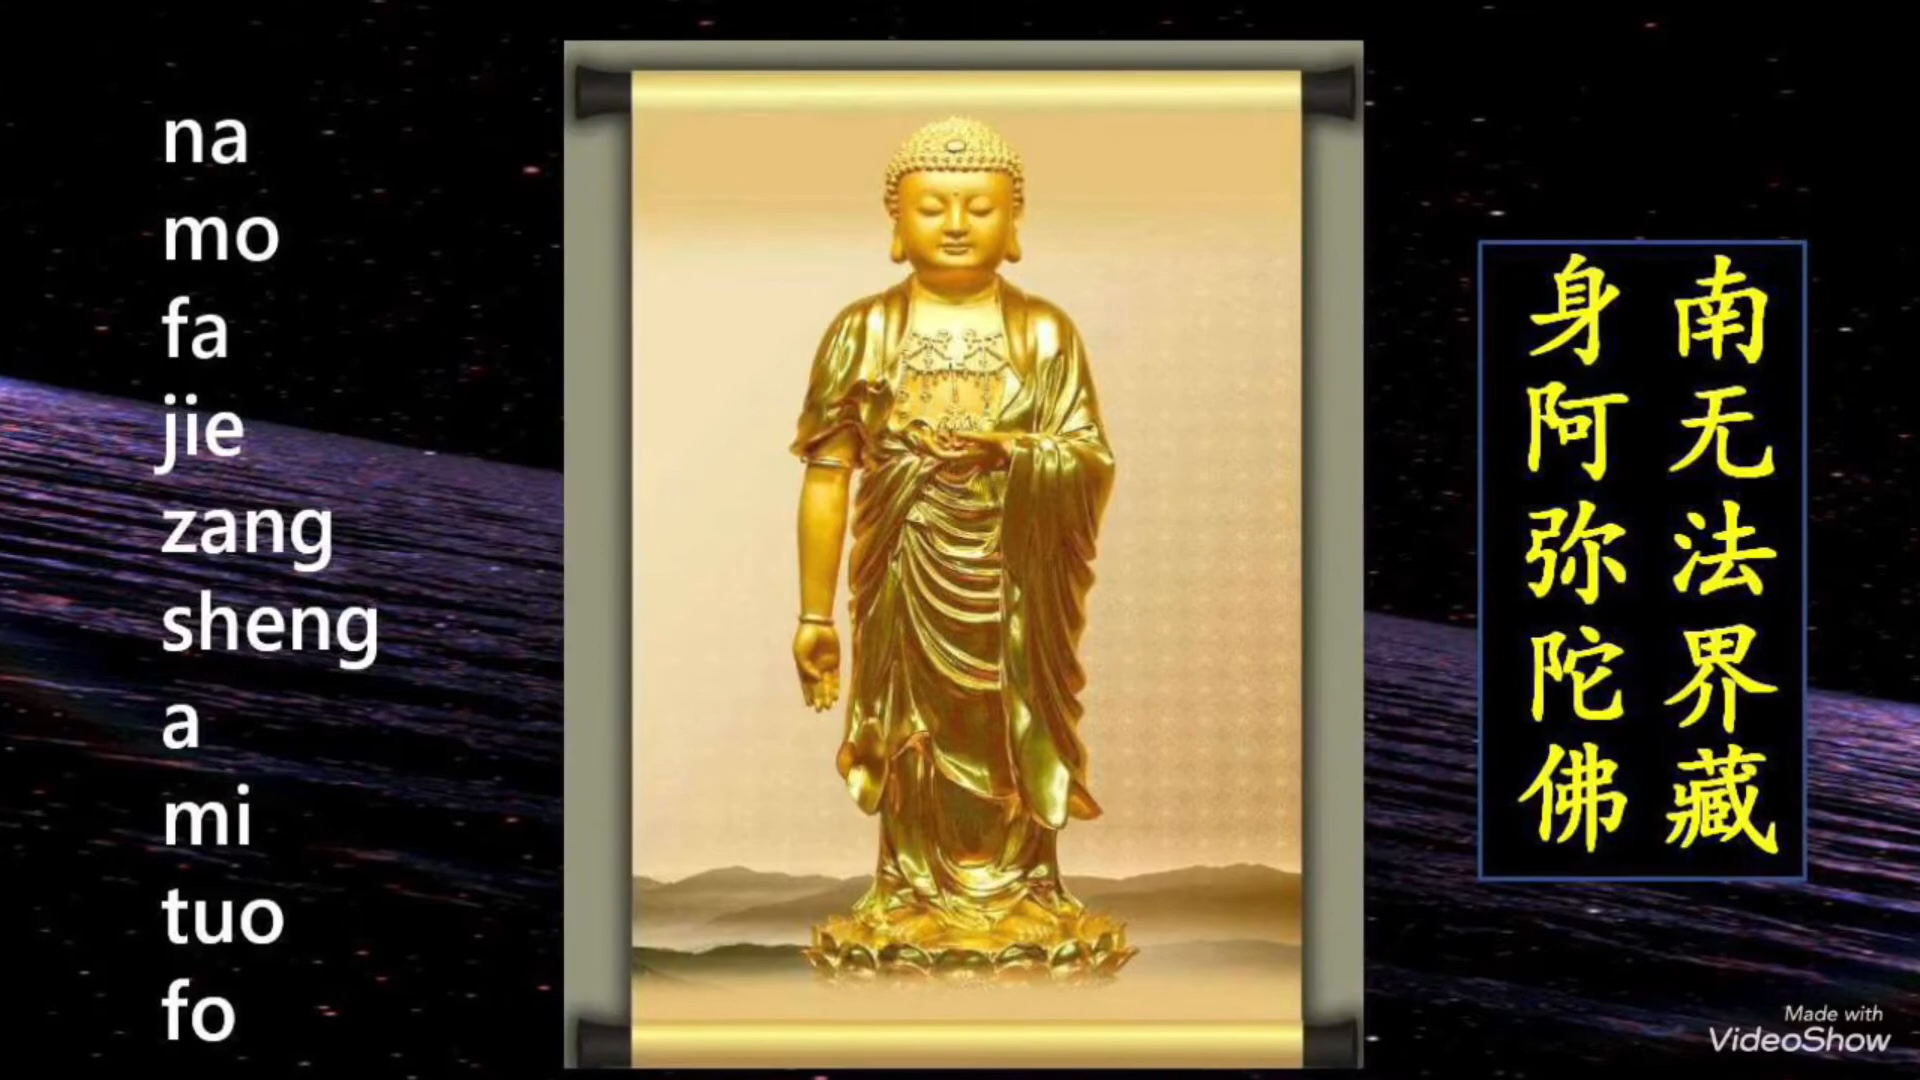 na
mo
fa
jie
zang
sheng
a
mi
tuo
fo
南无法界藏
身阿弥陀佛
Made with
VideoShow